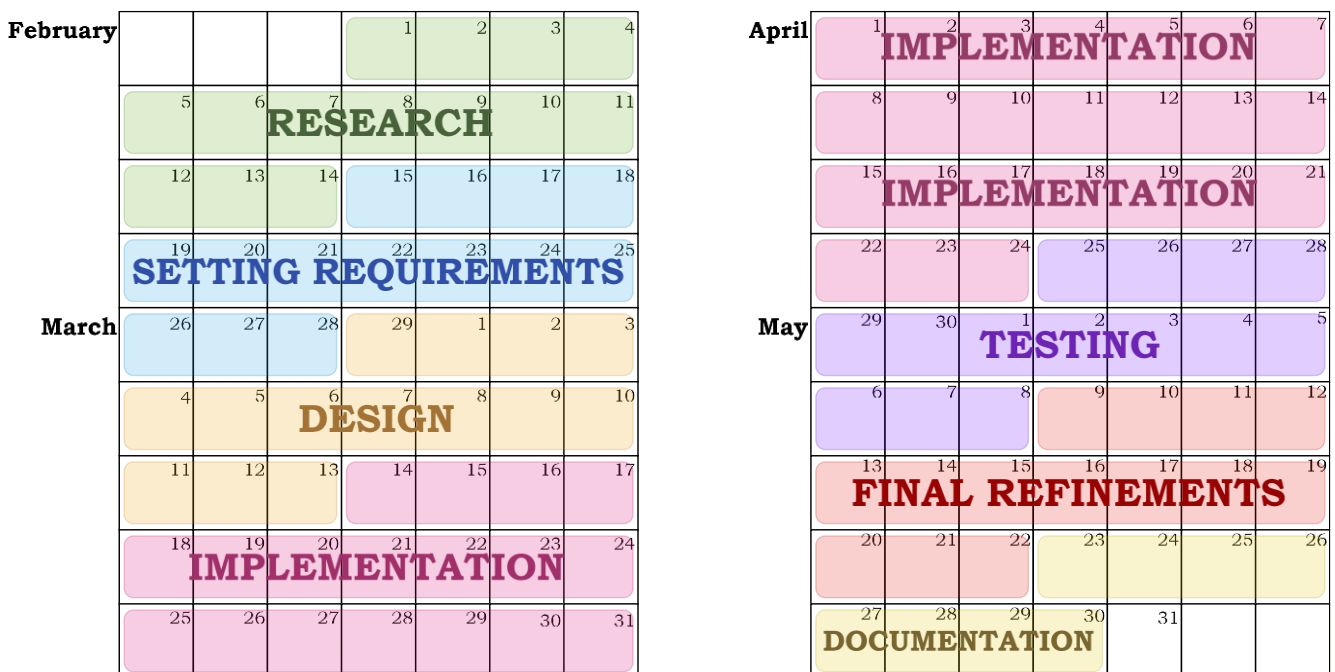 February 1 2 3 4
5 6 7 8 9 10 11
RESEARCH
12 13 14 15 16 17 18
19 20 21 22 23 24 25
SETTING REQUIREMENTS
March 26 27 28 29 1 2 3
4 5 6 7 8 9 10
DESIGN
11 12 13 14 15 16 17
18 19 20 21 22 23 24
IMPLEMENTATION
25 26 27 28 29 30 31
April 1 2 3 4 5 6 7
IMPLEMENTATION
8 9 10 11 12 13 14
15 16 17 18 19 20 21
IMPLEMENTATION
22 23 24 25 26 27 28
May 29 30 1 2 3 4 5
TESTING
6 7 8 9 10 11 12
13 14 15 16 17 18 19
FINAL REFINEMENTS
20 21 22 23 24 25 26
27 28 29 30 31
DOCUMENTATION